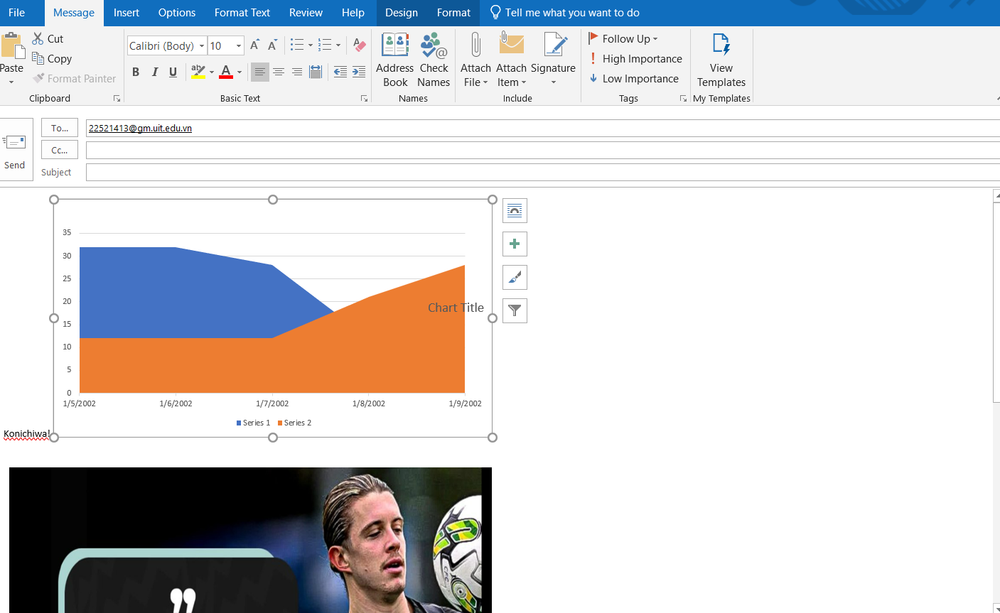 File Message Insert Options Format Text Review Help Design Format Tell me what you want to do
Paste
Cut
Copy
Format Painter
Clipboard
Calibri (Body) 10
B I U aby A
Basic Text
Address Book
Check Names
Names
Attach File
Attach Item
Signature
Include
Follow Up
High Importance
Low Importance
Tags
View Templates
My Templates
Send
To... 22521413@gm.uit.edu.vn
Cc...
Subject
35
30
25
20
15
10
5
0
Chart Title
1/5/2002 1/6/2002 1/7/2002 1/8/2002 1/9/2002
Series 1 Series 2
Konichiwa!